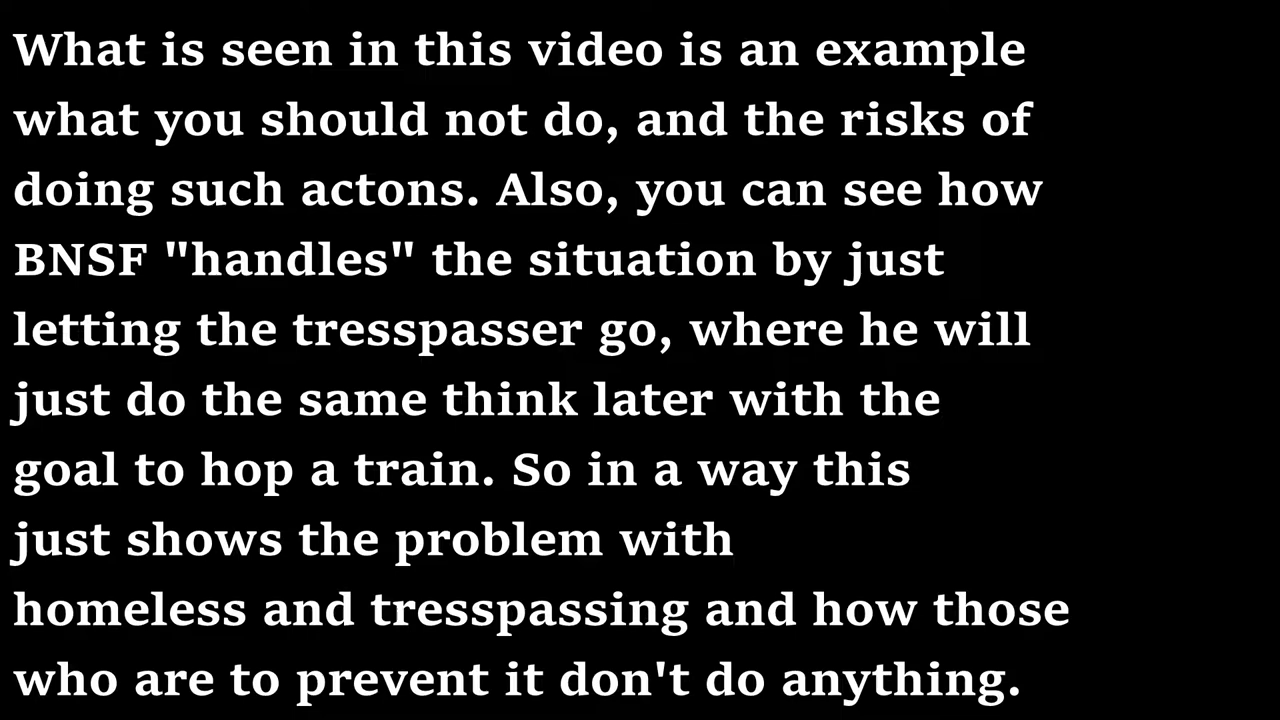 What is seen in this video is an example
what you should not do, and the risks of
doing such actons. Also, you can see how
BNSF "handles" the situation by just
letting the tresspasser go, where he will
just do the same think later with the
goal to hop a train. So in a way this
just shows the problem with
homeless and tresspassing and how those
who are to prevent it don't do anything.